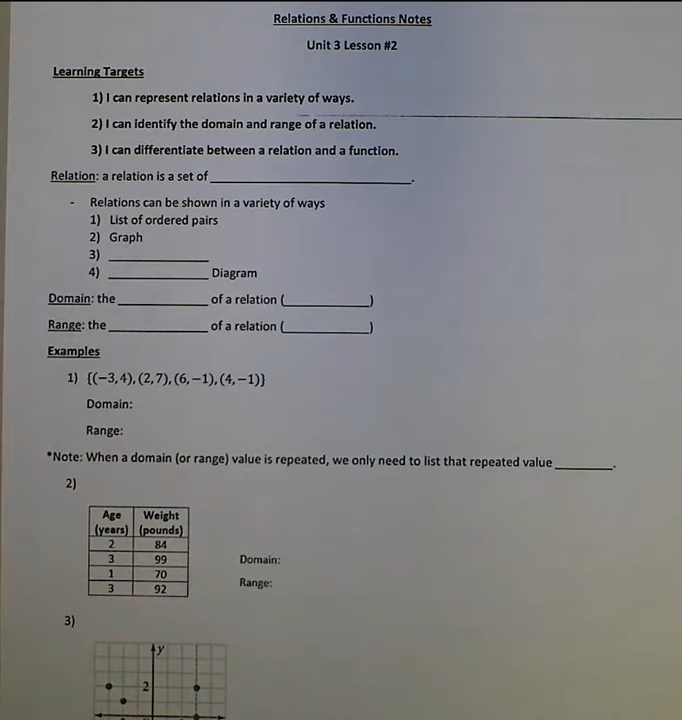 Relations & Functions Notes
Unit 3 Lesson #2
Learning Targets
1) I can represent relations in a variety of ways.
2) I can identify the domain and range of a relation.
3) I can differentiate between a relation and a function.
Relation: a relation is a set of ______________________________.
- Relations can be shown in a variety of ways
1) List of ordered pairs
2) Graph
3) _______________
4) _______________ Diagram
Domain: the ______________ of a relation (_____________)
Range: the ______________ of a relation (_____________)
Examples
1) {(−3,4), (2,7), (6,−1), (4,−1)}
Domain:
Range:
*Note: When a domain (or range) value is repeated, we only need to list that repeated value _________.
2)
Age Weight
(years) (pounds)
2 84
3 99
1 70
3 92
Domain:
Range:
3)
y
2